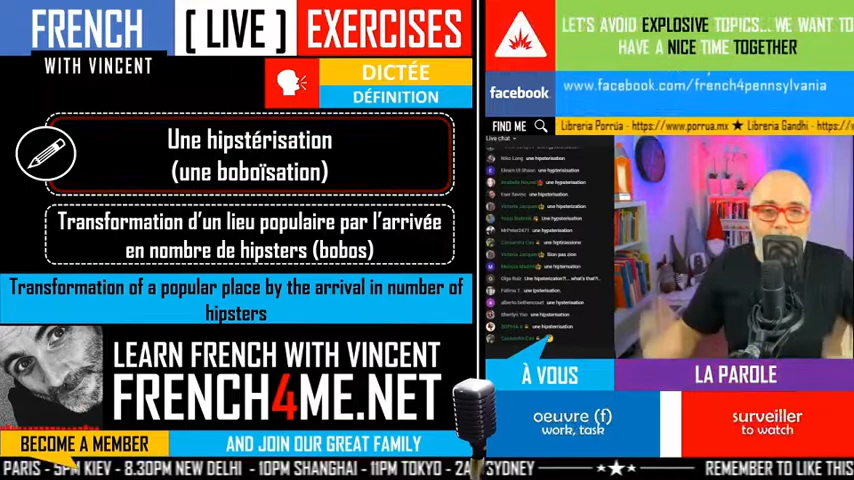 FRENCH
WITH VINCENT
[ LIVE ]
EXERCISES
DICTÉE
DÉFINITION
Une hipstérisation
(une boboïsation)
Transformation d'un lieu populaire par l'arrivée
en nombre de hipsters (bobos)
Transformation of a popular place by the arrival in number of
hipsters
LEARN FRENCH WITH VINCENT
FRENCH4ME.NET
BECOME A MEMBER
AND JOIN OUR GREAT FAMILY
LET'S AVOID EXPLOSIVE TOPICS... WE WANT TO
HAVE A NICE TIME TOGETHER
facebook
www.facebook.com/french4pennsylvania
FIND ME
Libreria Porrúa - https://www.porrua.mx ★ Libreria Gandhi - https://
Live chat
une hipsterisation
À VOUS
LA PAROLE
oeuvre (f)
work, task
surveiller
to watch
PARIS - 5PM KIEV - 8.30PM NEW DELHI - 10PM SHANGHAI - 11PM TOKYO - 2A SYDNEY
REMEMBER TO LIKE THIS